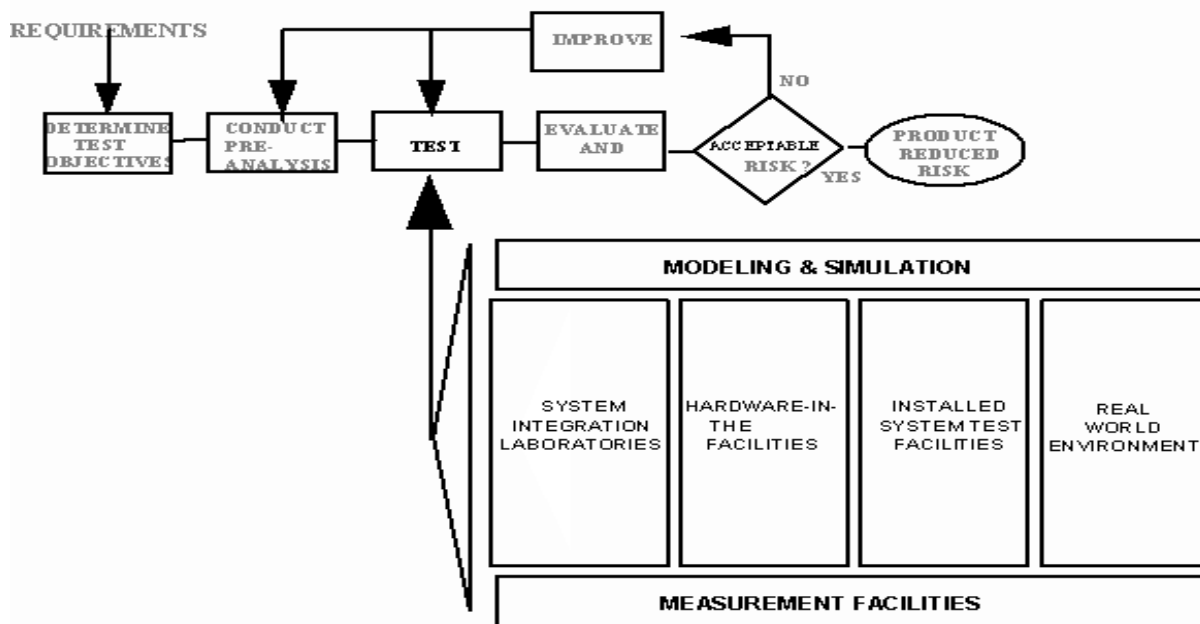 REQUIREMENTS
IMPROVE
NO
DETERMINE
TEST
OBJECTIVES
CONDUCT
PRE-
ANALYSIS
TEST
EVALUATE
AND
ACCEPTABLE
RISK?
YES
PRODUCT
REDUCED
RISK
MODELING & SIMULATION
SYSTEM
INTEGRATION
LABORATORIES
HARDWARE-IN-
THE
FACILITIES
INSTALLED
SYSTEM TEST
FACILITIES
REAL
WORLD
ENVIRONMENT
MEASUREMENT FACILITIES